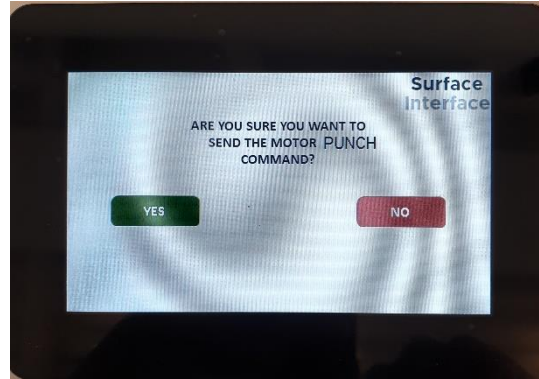 Surface
Interface
ARE YOU SURE YOU WANT TO
SEND THE MOTOR PUNCH
COMMAND?
YES
NO